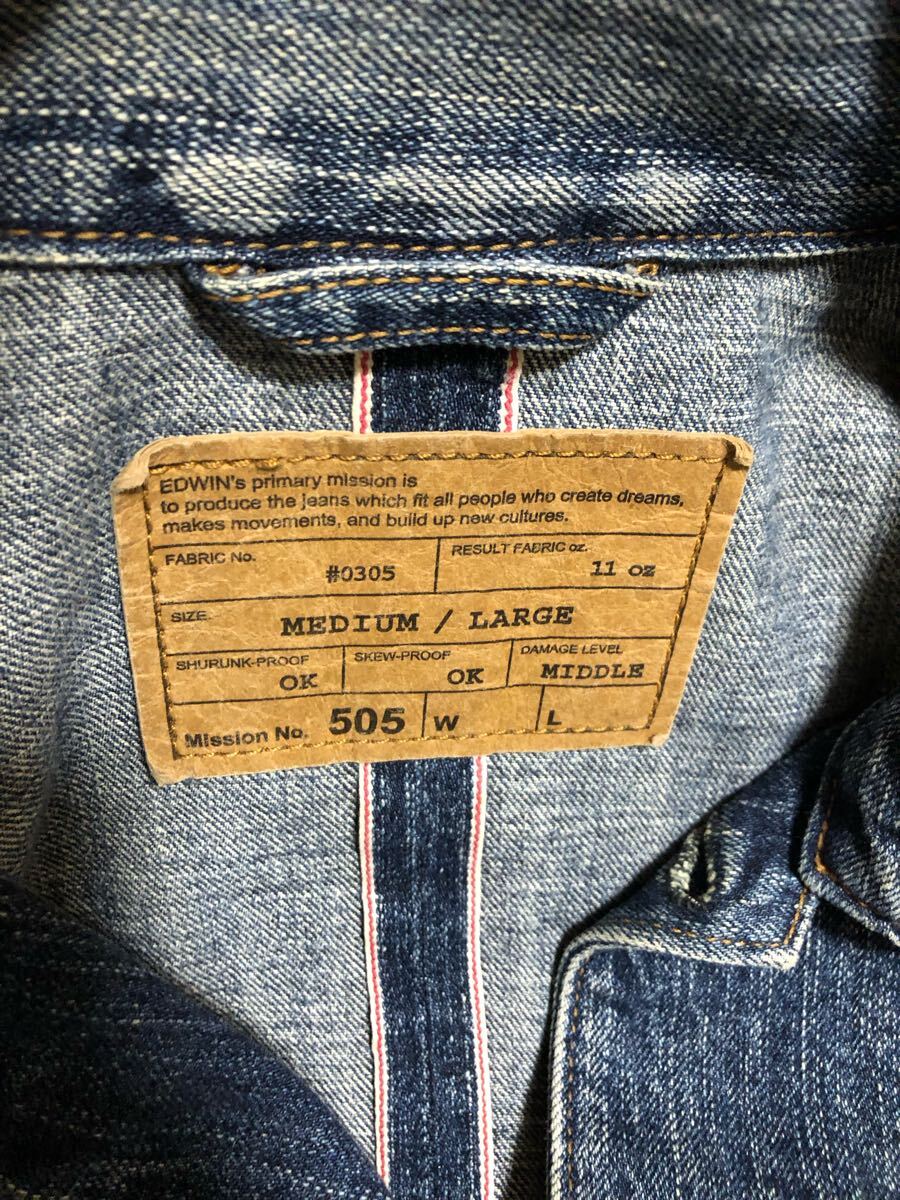 EDWIN's primary mission is
to produce the jeans which fit all people who create dreams,
makes movements, and build up new cultures.
FABRIC No. #0305 RESULT FABRIC oz. 11 oz
SIZE MEDIUM / LARGE
SHURUNK-PROOF OK SKEW-PROOF OK DAMAGE LEVEL MIDDLE
Mission No. 505 W L